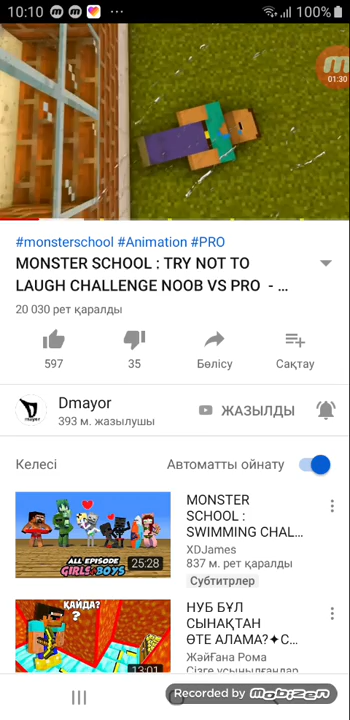 10:10
100%
01:30
#monsterschool #Animation #PRO
MONSTER SCHOOL : TRY NOT TO
LAUGH CHALLENGE NOOB VS PRO - ...
20 030 рет қаралды
597
35
Бөлісу
Сақтау
Dmayor
393 м. жазылушы
ЖАЗЫЛДЫ
Келесі
Автоматты ойнату
ALL EPISODE
GIRLS & BOYS
25:28
MONSTER
SCHOOL :
SWIMMING CHAL...
XDJames
837 м. рет қаралды
Субтитрлер
ҚАЙДА?
?
13:01
НУБ БҰЛ
СЫНАҚТАН
ӨТЕ АЛАМА?✦С...
ЖәйҒана Рома
Сізге ұсынылғандар
Recorded by Mobizen